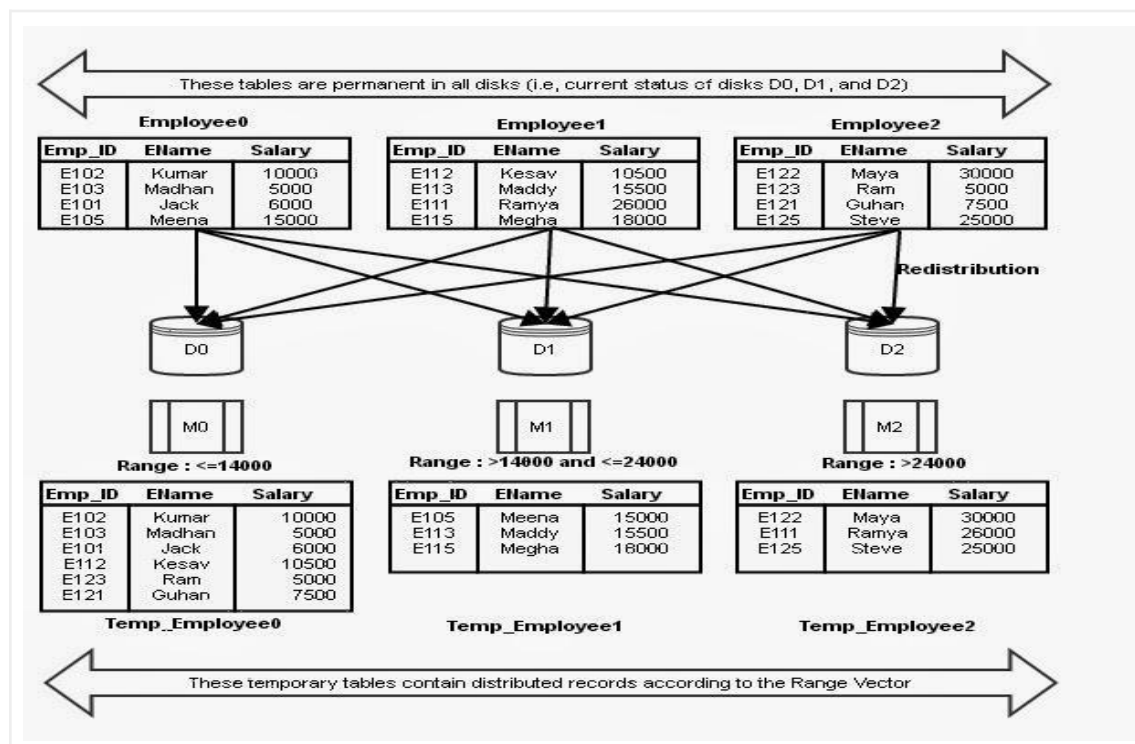 These tables are permanent in all disks (i.e, current status of disks D0, D1, and D2)
Employee0 Employee1 Employee2
Emp_ID EName Salary Emp_ID EName Salary Emp_ID EName Salary
E102 Kumar 10000 E112 Kesav 10500 E122 Maya 30000
E103 Madhan 5000 E113 Maddy 15500 E123 Ram 5000
E101 Jack 6000 E111 Ramya 26000 E121 Guhan 7500
E105 Meena 15000 E115 Megha 18000 E125 Steve 25000
Redistribution
D0 D1 D2
M0 M1 M2
Range : <=14000 Range : >14000 and <=24000 Range : >24000
Emp_ID EName Salary Emp_ID EName Salary Emp_ID EName Salary
E102 Kumar 10000 E105 Meena 15000 E122 Maya 30000
E103 Madhan 5000 E113 Maddy 15500 E111 Ramya 26000
E101 Jack 6000 E115 Megha 18000 E125 Steve 25000
E112 Kesav 10500
E123 Ram 5000
E121 Guhan 7500
Temp_Employee0 Temp_Employee1 Temp_Employee2
These temporary tables contain distributed records according to the Range Vector